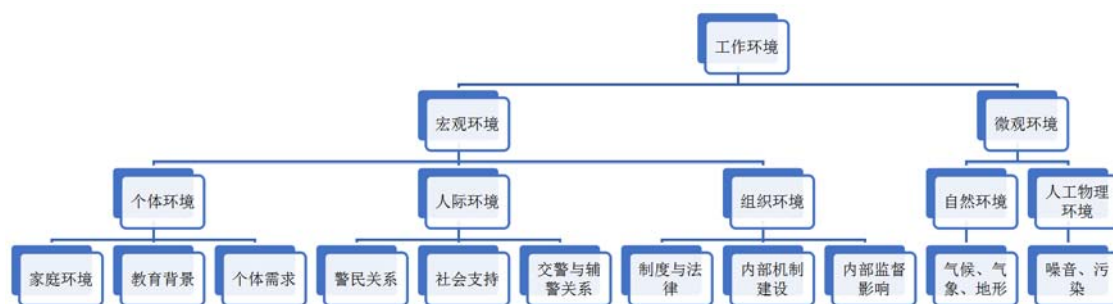 工作环境
宏观环境
微观环境
个体环境
人际环境
组织环境
自然环境
人工物理
环境
家庭环境
教育背景
个体需求
警民关系
社会支持
交警与辅
警关系
制度与法
律
内部机制
建设
内部监督
影响
气候、气
象、地形
噪音、污
染